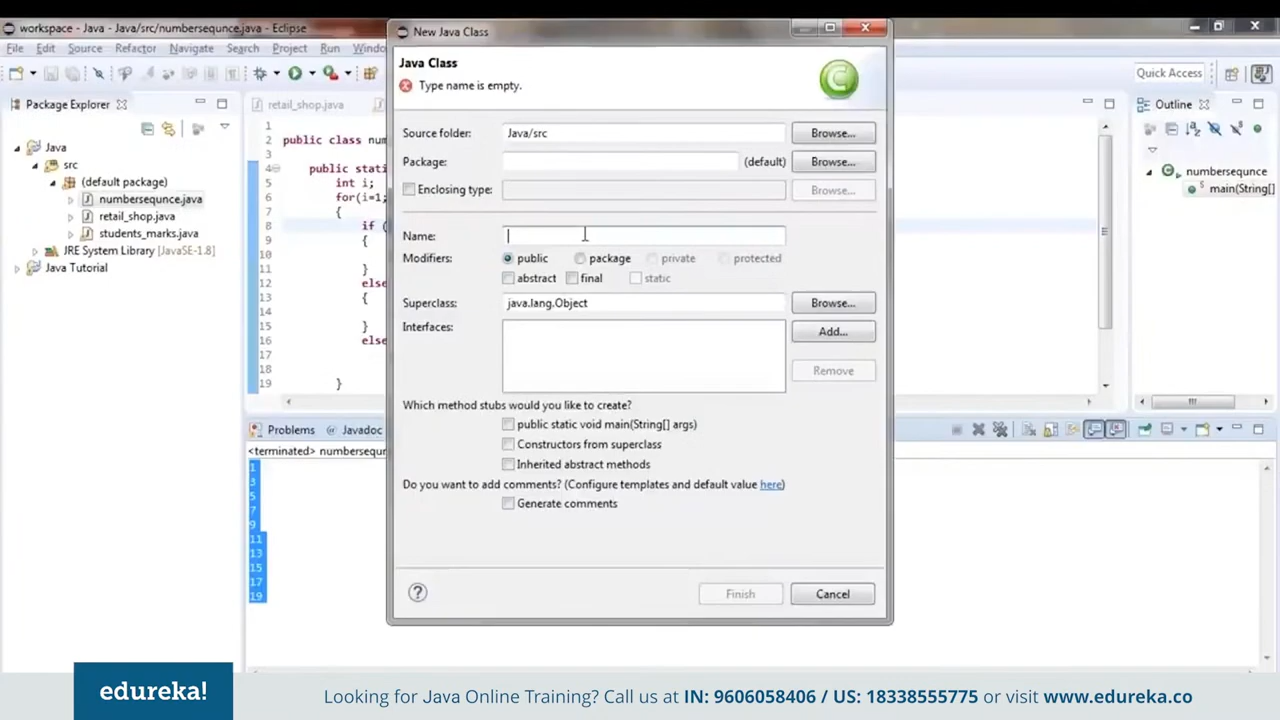 workspace - Java - Java/src/numbersequnce.java - Eclipse
File Edit Source Refactor Navigate Search Project Run
Quick Access
Package Explorer
Java
src
(default package)
numbersequnce.java
retail_shop.java
students_marks.java
JRE System Library [JavaSE-1.8]
Java Tutorial
retail_shop.java
1
2 public class
3
4 public
5 int i;
6 for(i=1;
7 {
8 if (
9 {
10
11 }
12 else
13 {
14
15 }
16 else
17
18
19 }
New Java Class
Java Class
Type name is empty.
Source folder: Java/src Browse...
Package: (default) Browse...
Enclosing type: Browse...
Name:
Modifiers: public package private protected
abstract final static
Superclass: java.lang.Object Browse...
Interfaces: Add...
Remove
Which method stubs would you like to create?
public static void main(String[] args)
Constructors from superclass
Inherited abstract methods
Do you want to add comments? (Configure templates and default value here)
Generate comments
Finish Cancel
Outline
numbersequnce
main(String[]
Problems Javadoc
<terminated>
1
3
5
7
9
11
13
15
17
19
edureka!
Looking for Java Online Training? Call us at IN: 9606058406 / US: 18338555775 or visit www.edureka.co